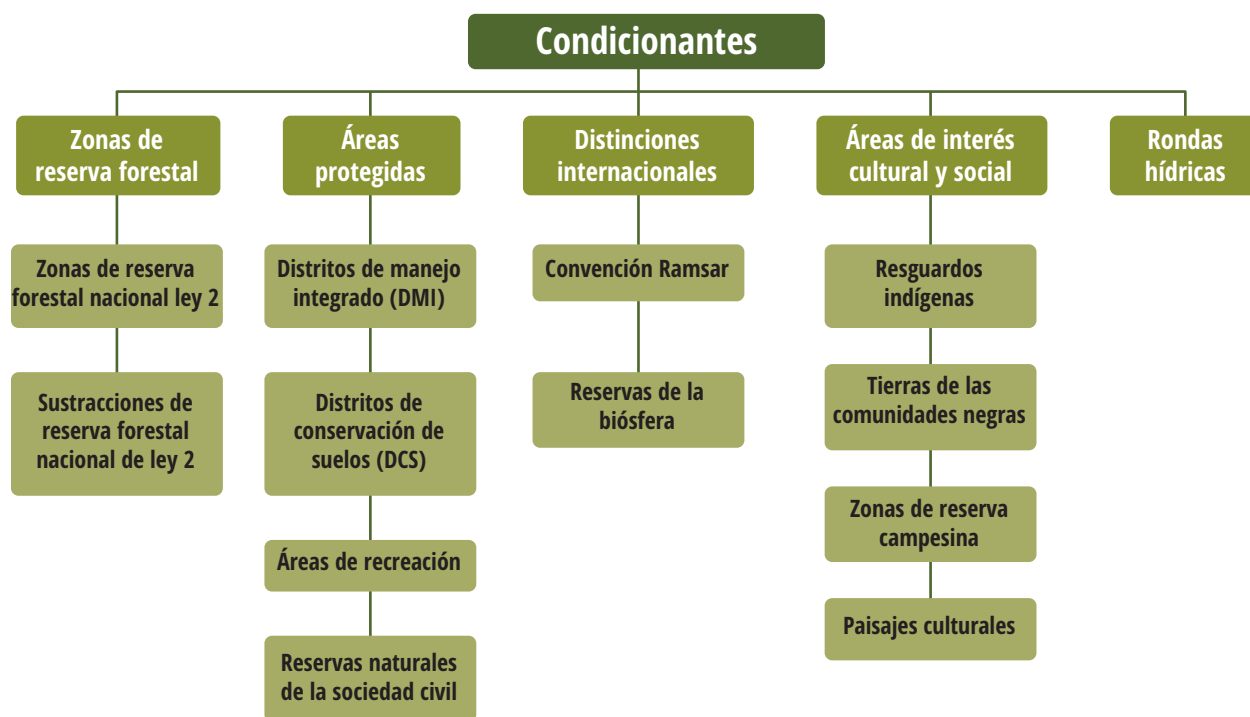 Condicionantes
Zonas de
reserva forestal
Zonas de reserva
forestal nacional ley 2
Sustracciones de
reserva forestal
nacional de ley 2
Áreas
protegidas
Distritos de manejo
integrado (DMI)
Distritos de
conservación de
suelos (DCS)
Áreas de recreación
Reservas naturales
de la sociedad civil
Distinciones
internacionales
Convención Ramsar
Reservas de la
biósfera
Áreas de interés
cultural y social
Resguardos
indígenas
Tierras de las
comunidades negras
Zonas de reserva
campesina
Paisajes culturales
Rondas
hídricas